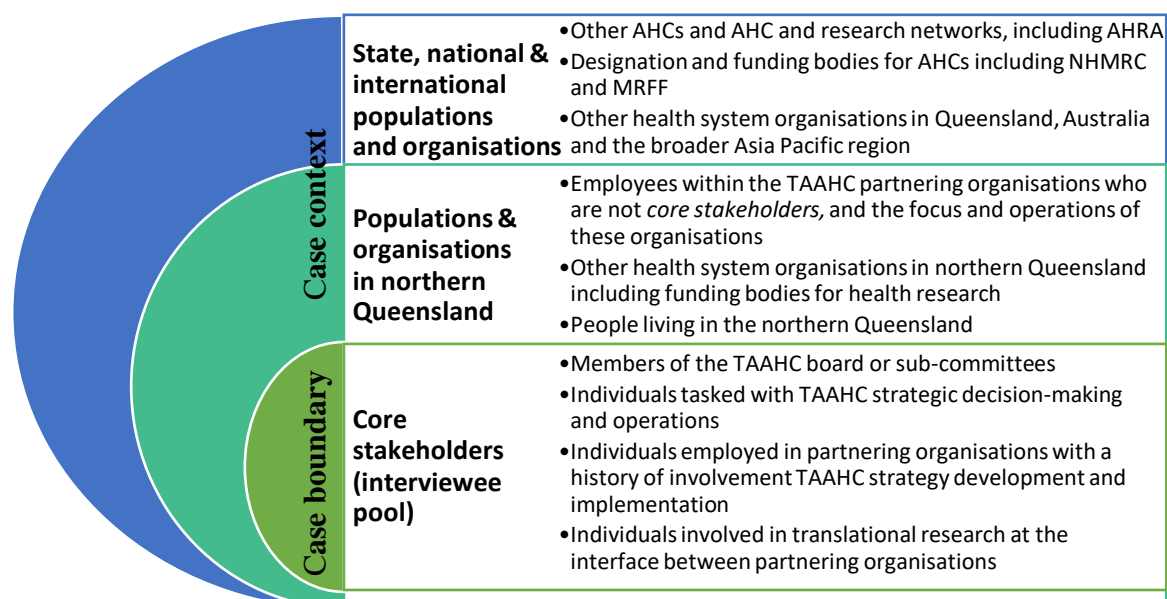 Case context
State, national &
international
populations
and organisations
•Other AHCs and AHC and research networks, including AHRA
•Designation and funding bodies for AHCs including NHMRC
and MRFF
•Other health system organisations in Queensland, Australia
and the broader Asia Pacific region
Populations &
organisations
in northern
Queensland
•Employees within the TAAHC partnering organisations who
are not core stakeholders, and the focus and operations of
these organisations
•Other health system organisations in northern Queensland
including funding bodies for health research
•People living in the northern Queensland
Case boundary
Core
stakeholders
(interviewee
pool)
•Members of the TAAHC board or sub-committees
•Individuals tasked with TAAHC strategic decision-making
and operations
•Individuals employed in partnering organisations with a
history of involvement TAAHC strategy development and
implementation
•Individuals involved in translational research at the
interface between partnering organisations